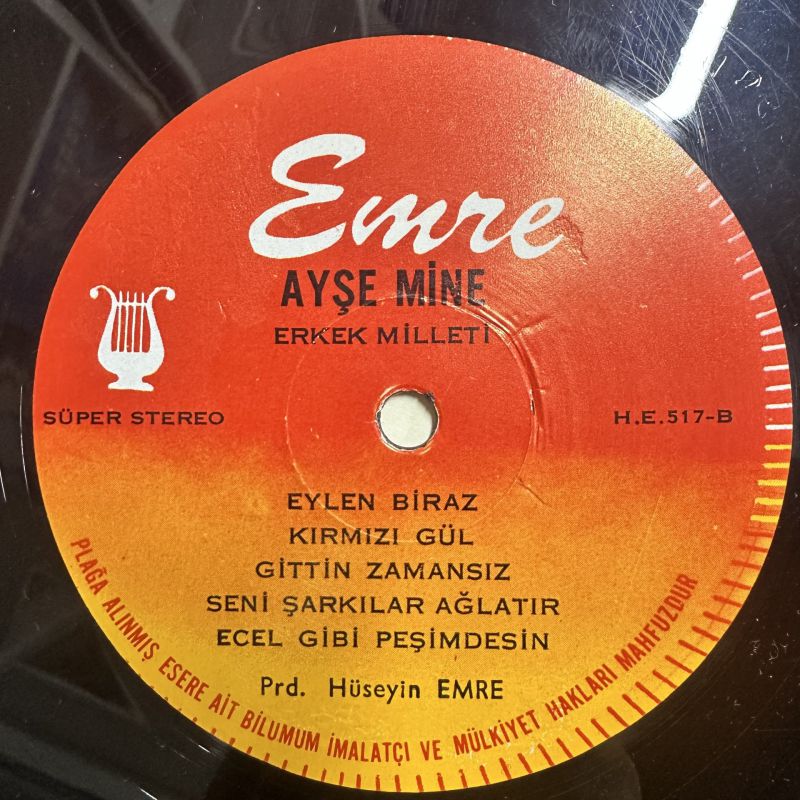 Emre
AYŞE MİNE
ERKEK MİLLETİ
SÜPER STEREO
H.E.517-B
EYLEN BİRAZ
KIRMIZI GÜL
GİTTİN ZAMANSIZ
SENİ ŞARKILAR AĞLATIR
ECEL GİBİ PEŞİMDESİN
Prd. Hüseyin EMRE
PLAĞA ALINMIŞ ESERE AİT BİLUMUM İMALATÇI VE MÜLKİYET HAKLARI MAHFUZDUR